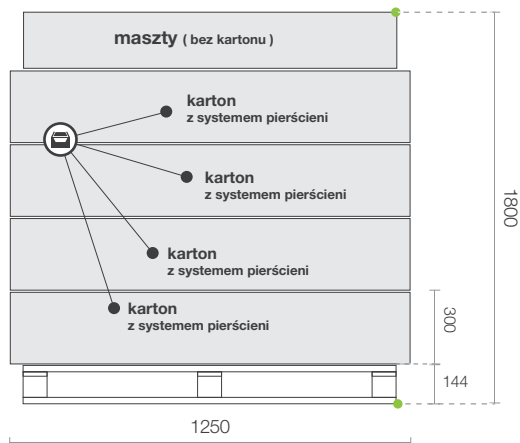 maszty ( bez kartonu )
karton
z systemem pierścieni
karton
z systemem pierścieni
karton
z systemem pierścieni
karton
z systemem pierścieni
1800
300
144
1250